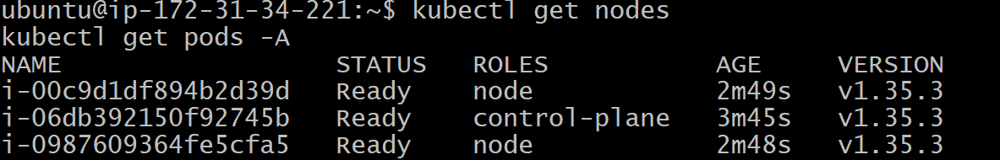 ubuntu@ip-172-31-34-221:~$ kubectl get nodes
kubectl get pods -A
NAME STATUS ROLES AGE VERSION
i-00c9d1df894b2d39d Ready node 2m49s v1.35.3
i-06db392150f92745b Ready control-plane 3m45s v1.35.3
i-0987609364fe5cfa5 Ready node 2m48s v1.35.3